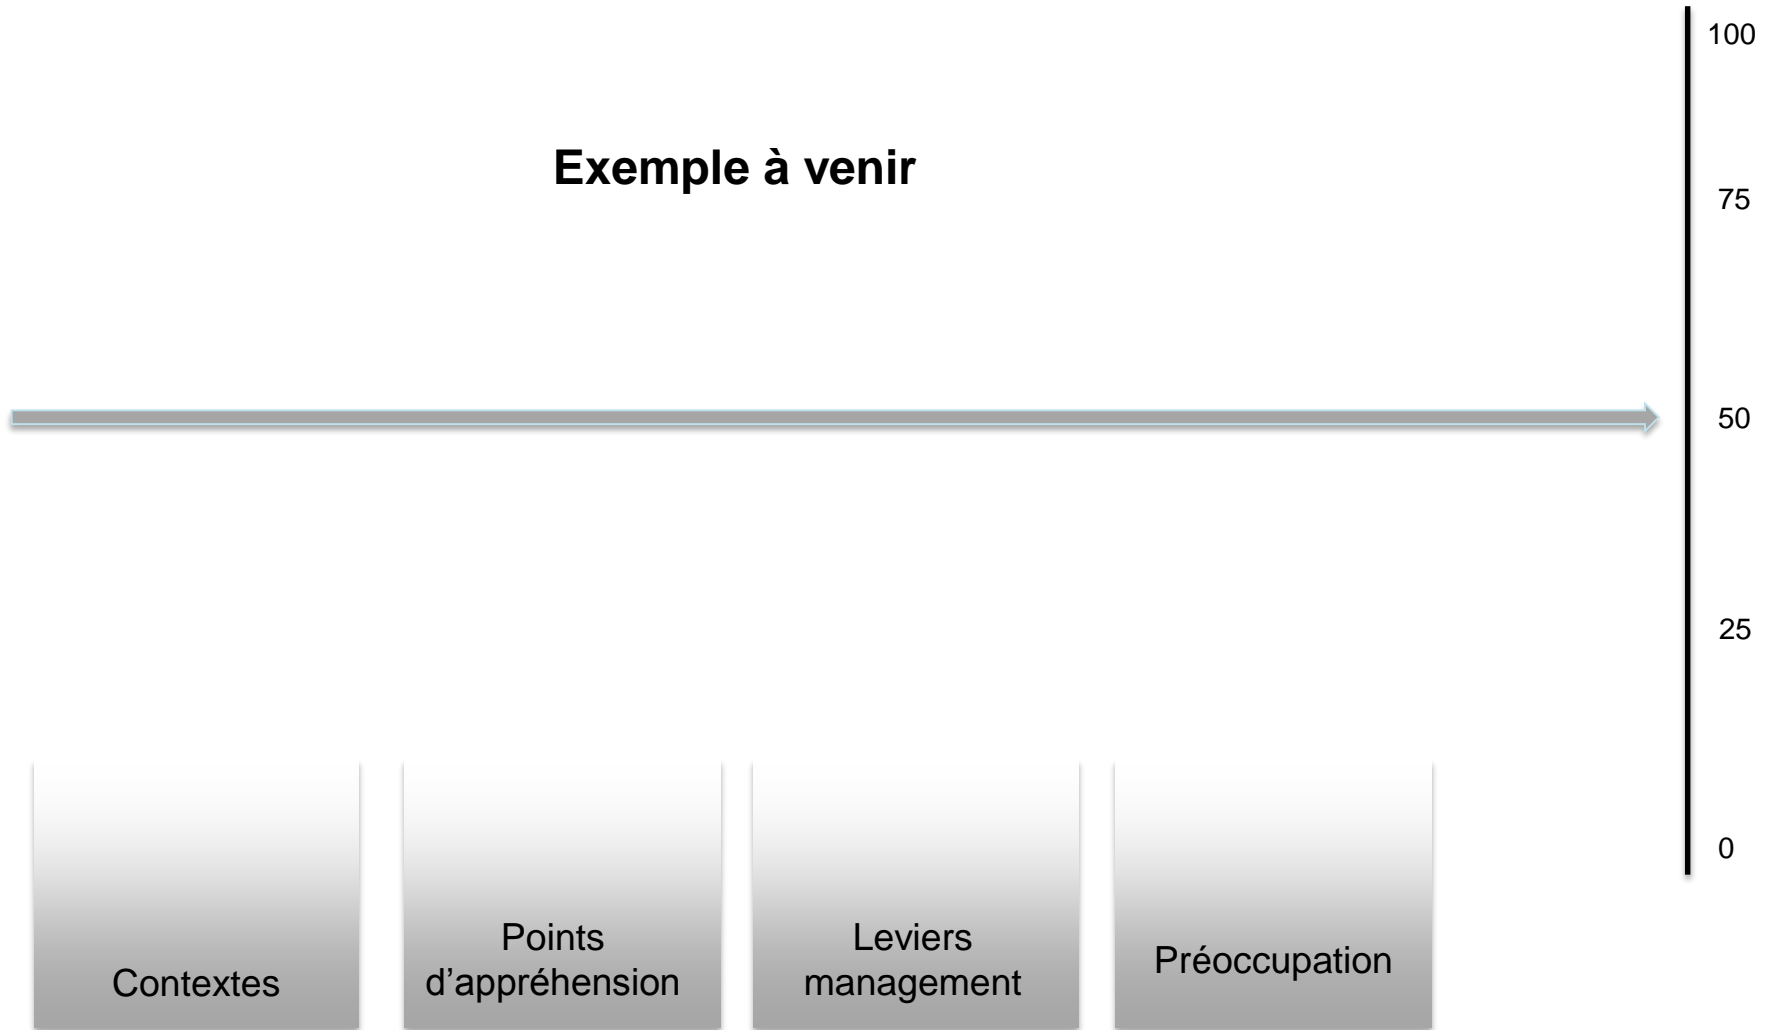 100
Exemple à venir
75
50
25
0
Contextes
Points
d’appréhension
Leviers
management
Préoccupation